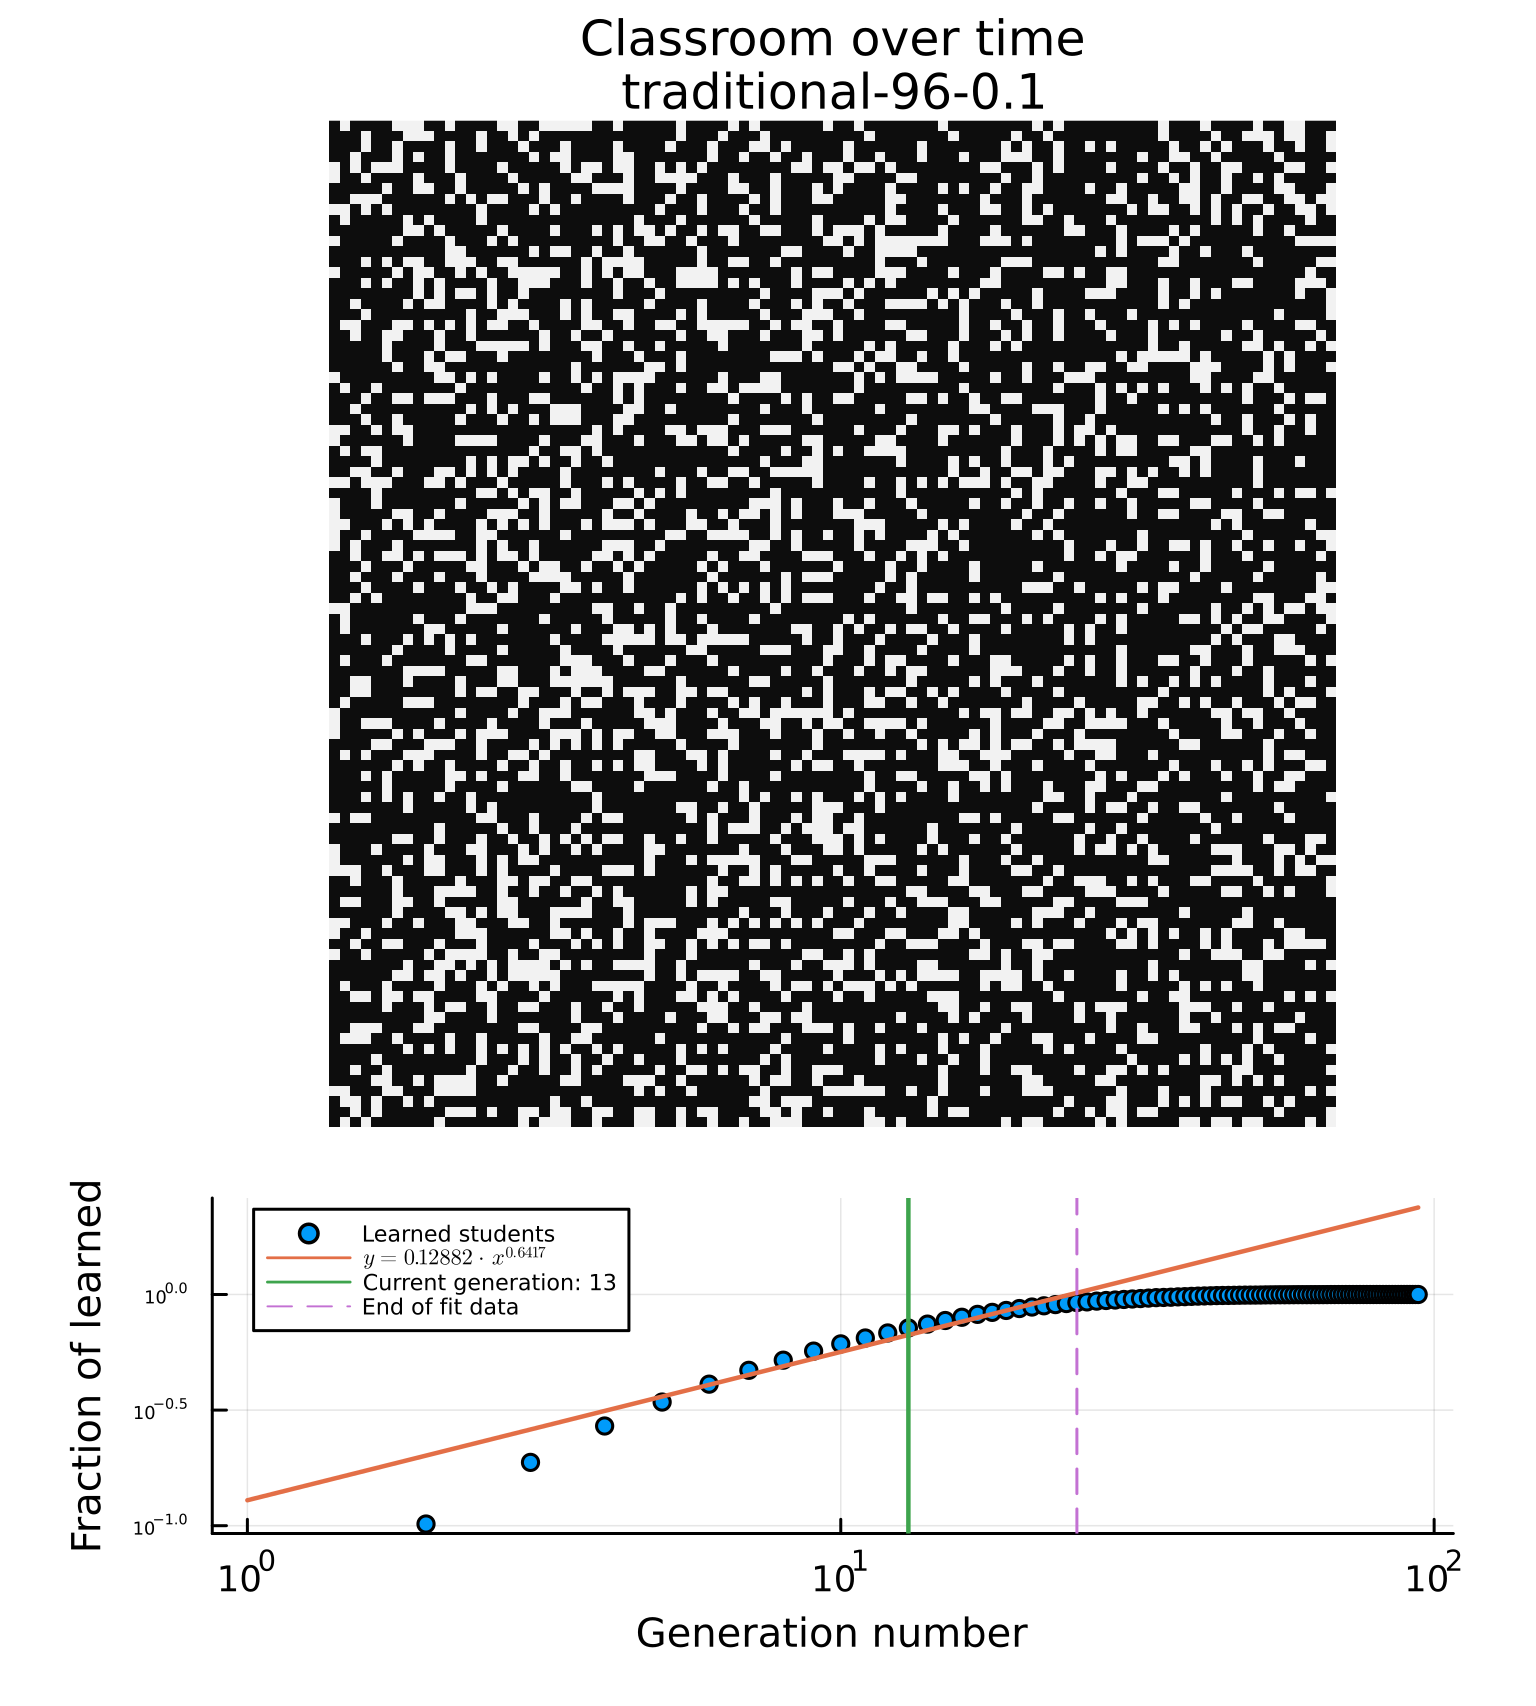 Classroom over time
traditional-96-0.1
Fraction of learned
Learned students
y = 0.12882 · x^0.6417
Current generation: 13
End of fit data
10^0.0
10^−0.5
10^−1.0
10^0 10^1 10^2
Generation number